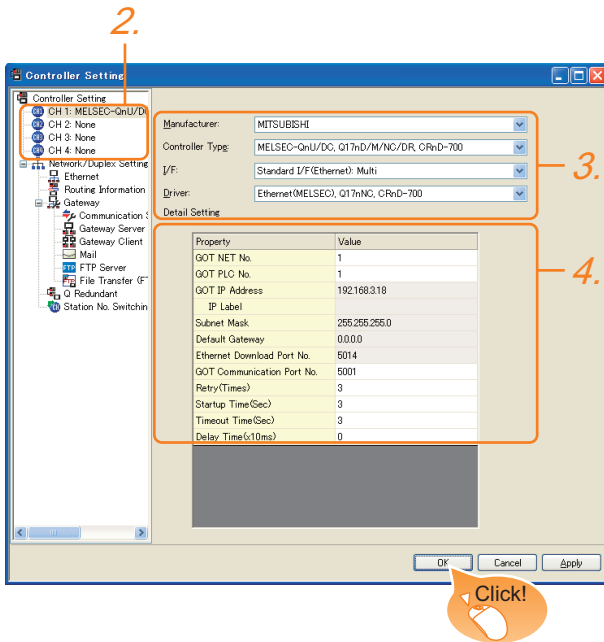 2.
Controller Setting
Controller Setting
CH 1: MELSEC-QnU/DC
CH 2: None
CH 3: None
CH 4: None
Network/Duplex Setting
Ethernet
Routing Information
Gateway
Communication S
Gateway Server
Gateway Client
Mail
FTP Server
File Transfer (F
Q Redundant
Station No. Switchin
Manufacturer: MITSUBISHI
Controller Type: MELSEC-QnU/DC, Q17nD/M/NC/DR, CRnD-700
I/F: Standard I/F(Ethernet): Multi
Driver: Ethernet(MELSEC), Q17nNC, CRnD-700
3.
Detail Setting
Property Value
GOT NET No. 1
GOT PLC No. 1
GOT IP Address 192.168.3.18
IP Label
Subnet Mask 255.255.255.0
Default Gateway 0.0.0.0
Ethernet Download Port No. 5014
GOT Communication Port No. 5001
Retry(Times) 3
Startup Time(Sec) 3
Timeout Time(Sec) 3
Delay Time(x10ms) 0
4.
OK Cancel Apply
Click!